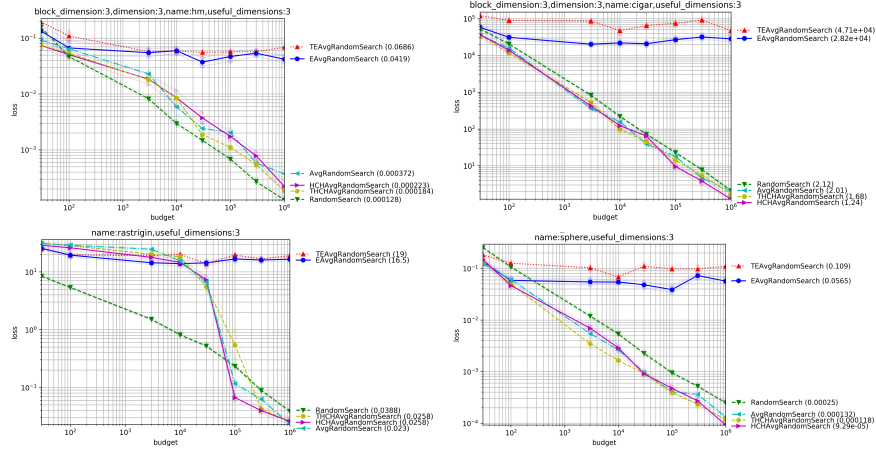 block_dimension:3,dimension:3,name:hm,useful_dimensions:3
10⁻¹
10⁻²
10⁻³
loss
10² 10³ 10⁴ 10⁵ 10⁶
budget
TEAvgRandomSearch (0.0686)
EAvgRandomSearch (0.0419)
AvgRandomSearch (0.000372)
HCHAvgRandomSearch (0.000223)
THCHAvgRandomSearch (0.000184)
RandomSearch (0.000128)
block_dimension:3,dimension:3,name:cigar,useful_dimensions:3
10⁵
10⁴
10³
10²
10¹
loss
10² 10³ 10⁴ 10⁵ 10⁶
budget
TEAvgRandomSearch (4.71e+04)
EAvgRandomSearch (2.82e+04)
RandomSearch (2.12)
AvgRandomSearch (2.01)
THCHAvgRandomSearch (1.68)
HCHAvgRandomSearch (1.24)
name:rastrigin,useful_dimensions:3
10¹
10⁰
10⁻¹
loss
10² 10³ 10⁴ 10⁵ 10⁶
budget
TEAvgRandomSearch (19)
EAvgRandomSearch (16.5)
RandomSearch (0.0388)
THCHAvgRandomSearch (0.0258)
HCHAvgRandomSearch (0.0258)
AvgRandomSearch (0.023)
name:sphere,useful_dimensions:3
10⁻¹
10⁻²
10⁻³
10⁻⁴
loss
10² 10³ 10⁴ 10⁵ 10⁶
budget
TEAvgRandomSearch (0.109)
EAvgRandomSearch (0.0565)
RandomSearch (0.00025)
AvgRandomSearch (0.000132)
THCHAvgRandomSearch (0.000118)
HCHAvgRandomSearch (9.29e-05)